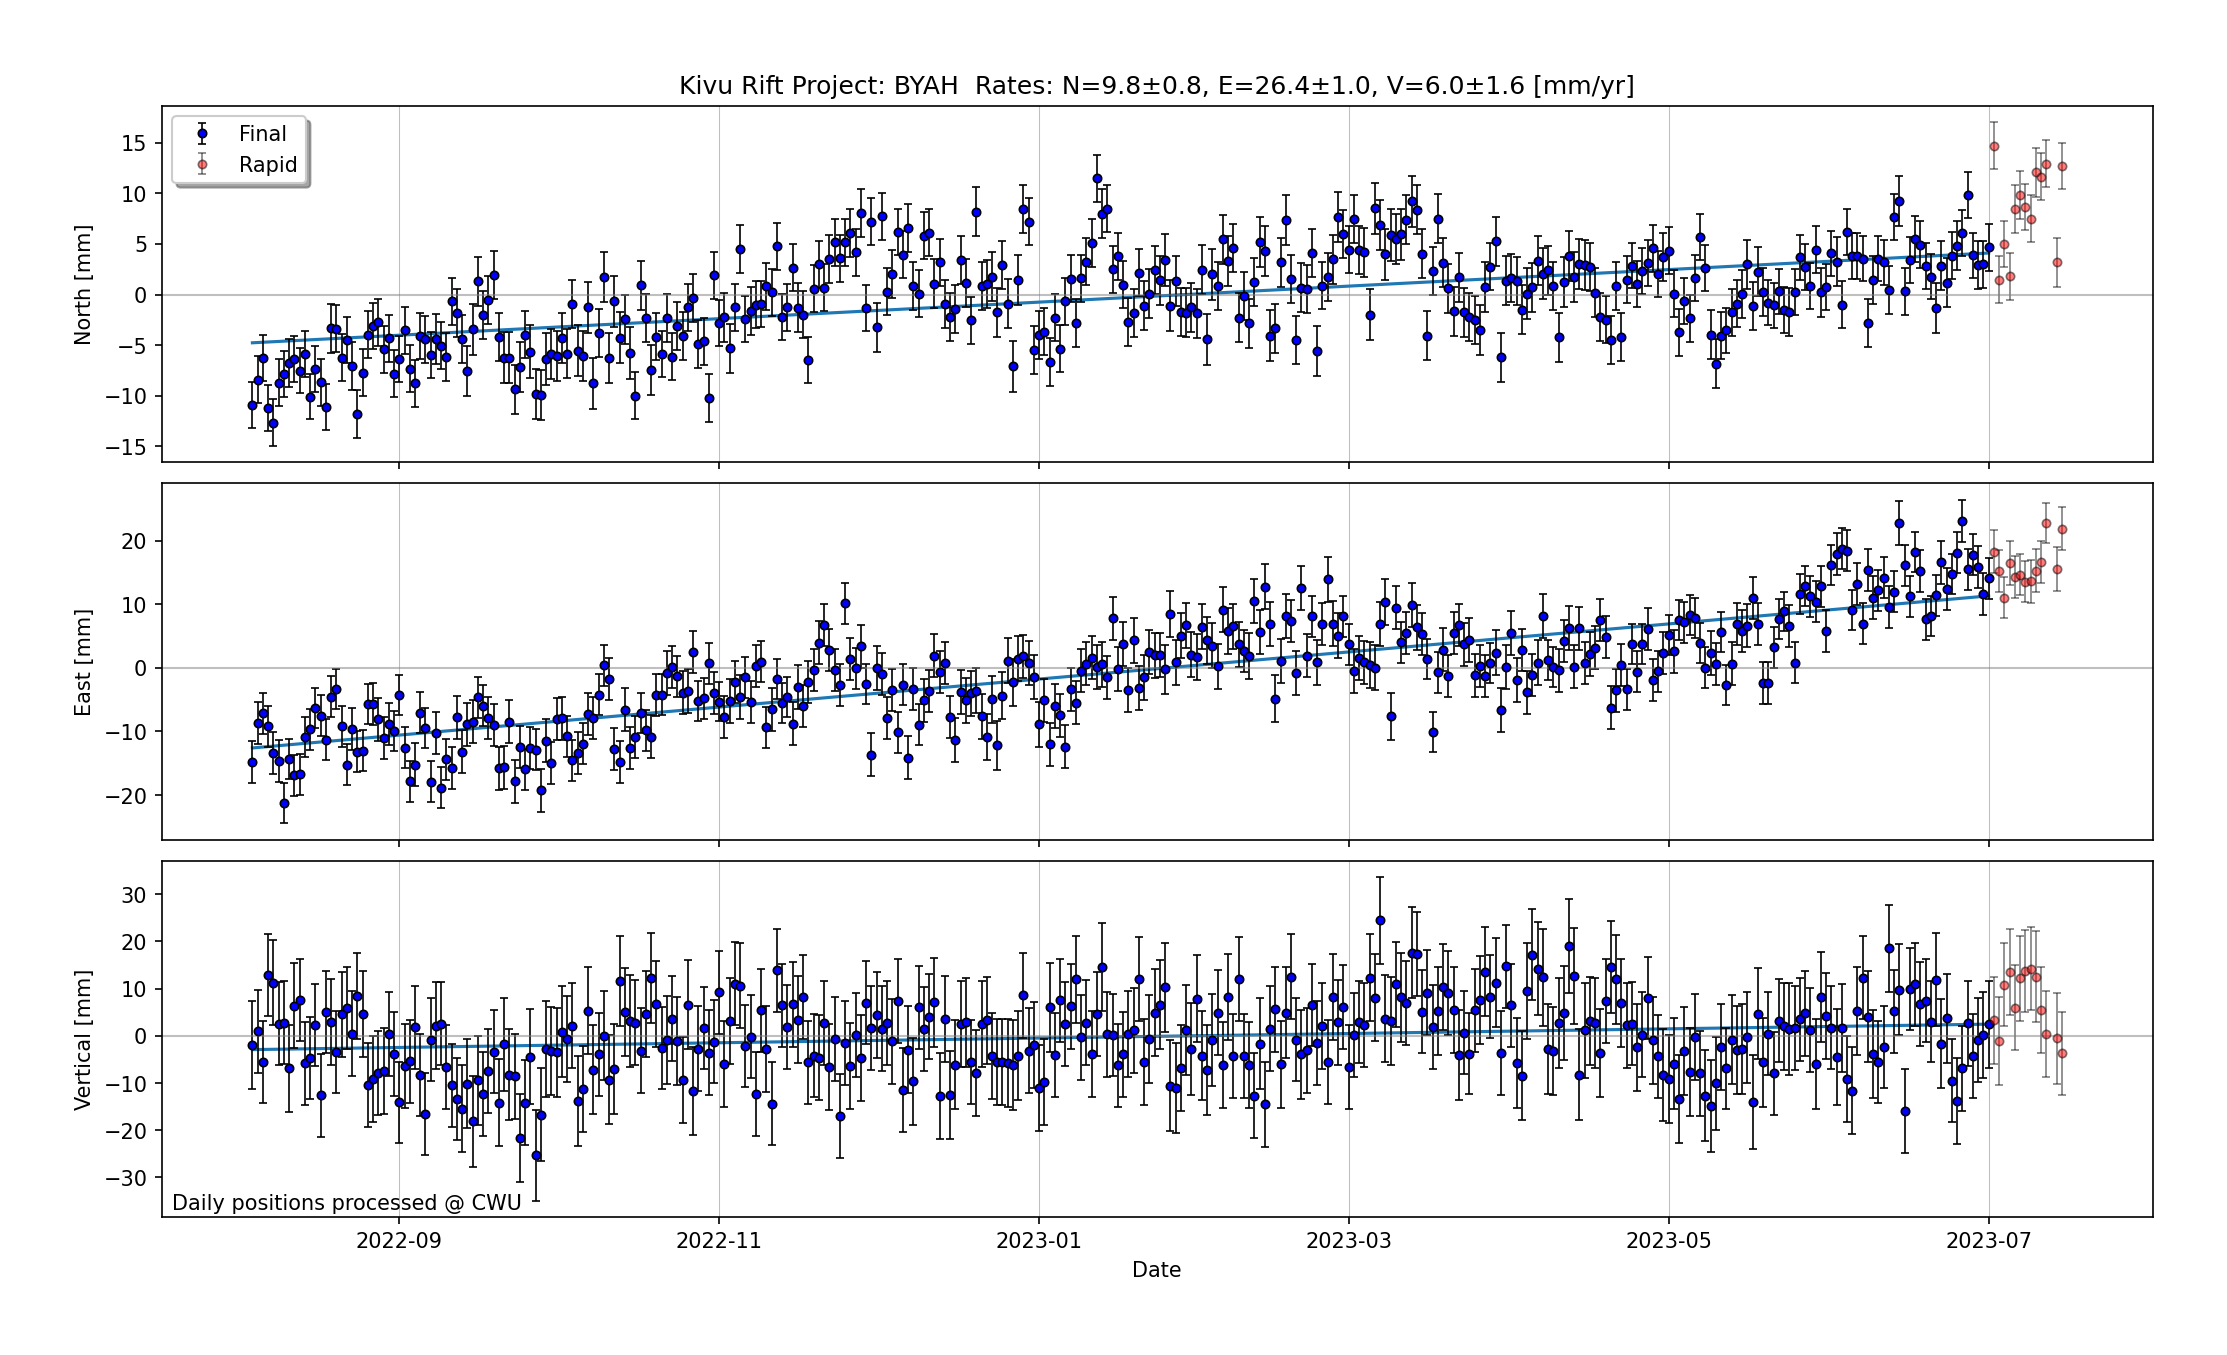 Kivu Rift Project: BYAH  Rates: N=9.8±0.8, E=26.4±1.0, V=6.0±1.6 [mm/yr]
Final
Rapid
North [mm]
15
10
5
0
−5
−10
−15
East [mm]
20
10
0
−10
−20
Vertical [mm]
30
20
10
0
−10
−20
−30
Daily positions processed @ CWU
2022-09 2022-11 2023-01 2023-03 2023-05 2023-07
Date